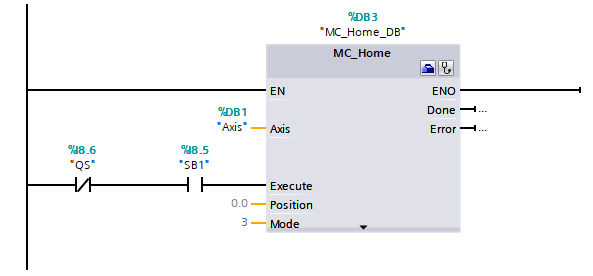 %DB3
"MC_Home_DB"
MC_Home
EN ENO
Done ...
%DB1
"Axis" Axis Error ...
%I8.6 %I8.5
"QS" "SB1"
Execute
0.0 Position
3 Mode